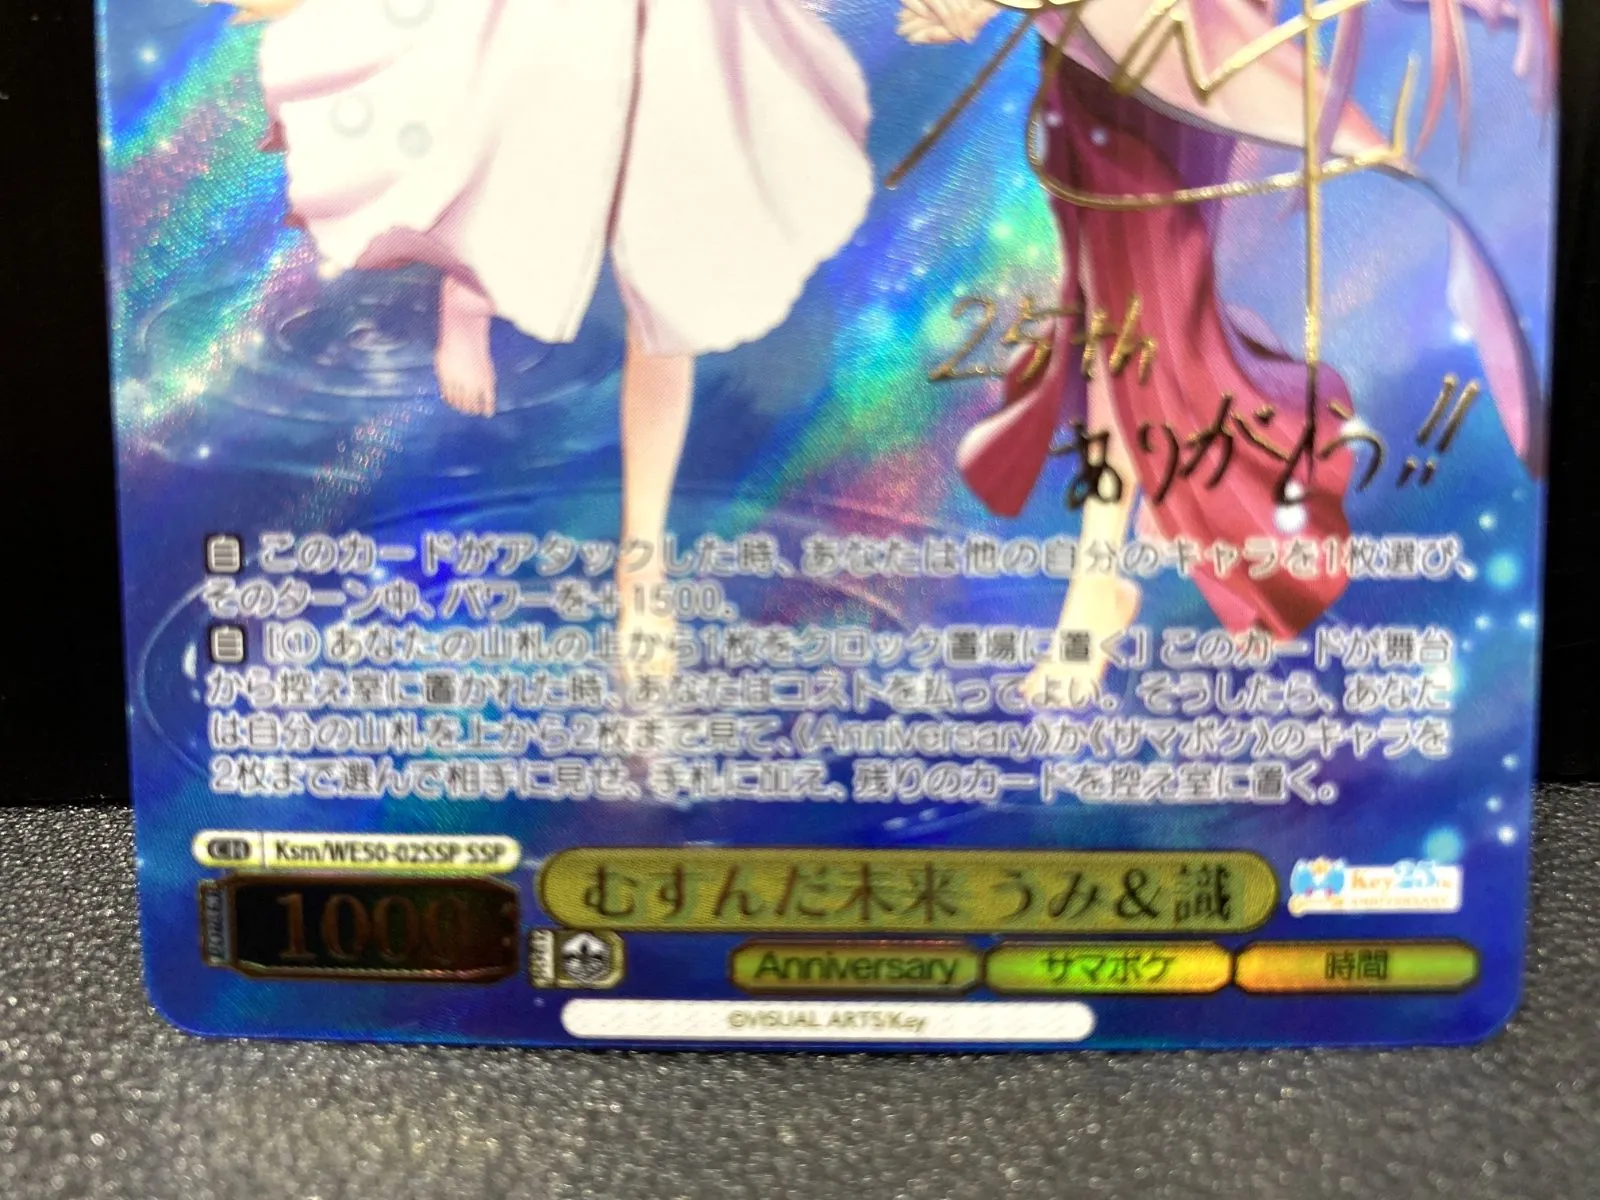 25th
ありがとう!!
自 このカードがアタックした時、あなたは他の自分のキャラを1枚選び、
そのターン中、パワーを+1500。
自 [① あなたの山札の上から1枚をクロック置場に置く] このカードが舞台
から控え室に置かれた時、あなたはコストを払ってよい。そうしたら、あなた
は自分の山札を上から2枚まで見て、《Anniversary》か《サマポケ》のキャラを
2枚まで選んで相手に見せ、手札に加え、残りのカードを控え室に置く。
CH Ksm/WE50-02SSP SSP
むすんだ未来 うみ&識
Key 25th ANNIVERSARY
1000
Anniversary サマポケ 時間
©VISUAL ARTS/Key